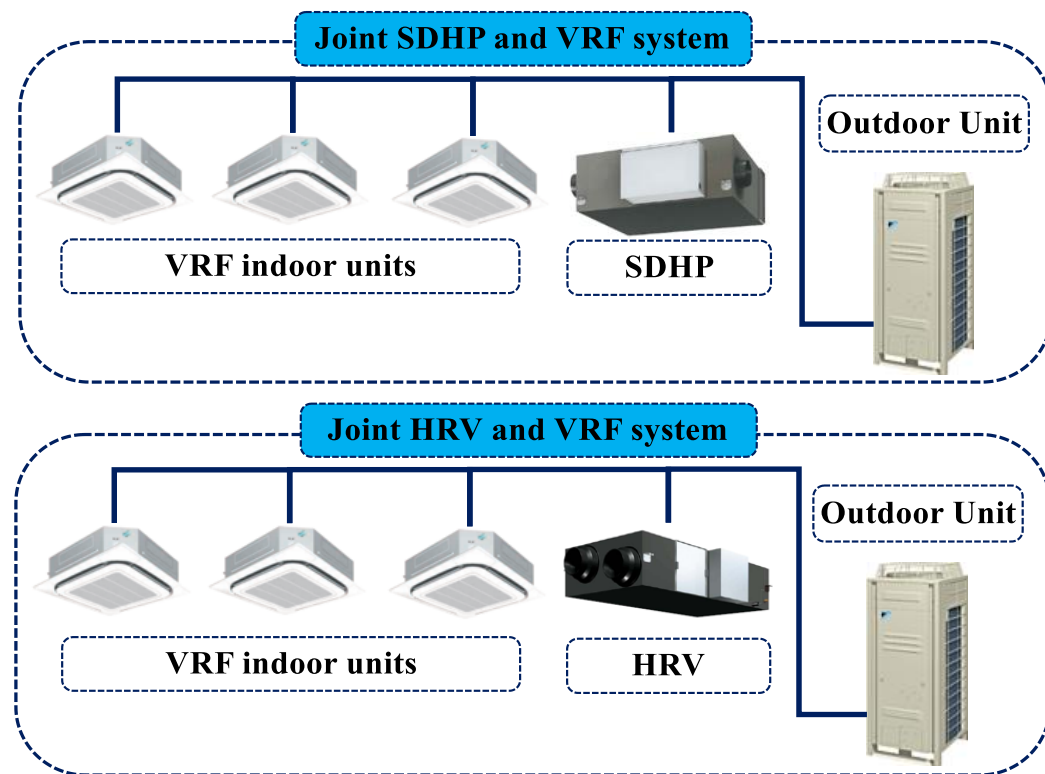 Joint SDHP and VRF system
Outdoor Unit
VRF indoor units
SDHP
Joint HRV and VRF system
Outdoor Unit
VRF indoor units
HRV